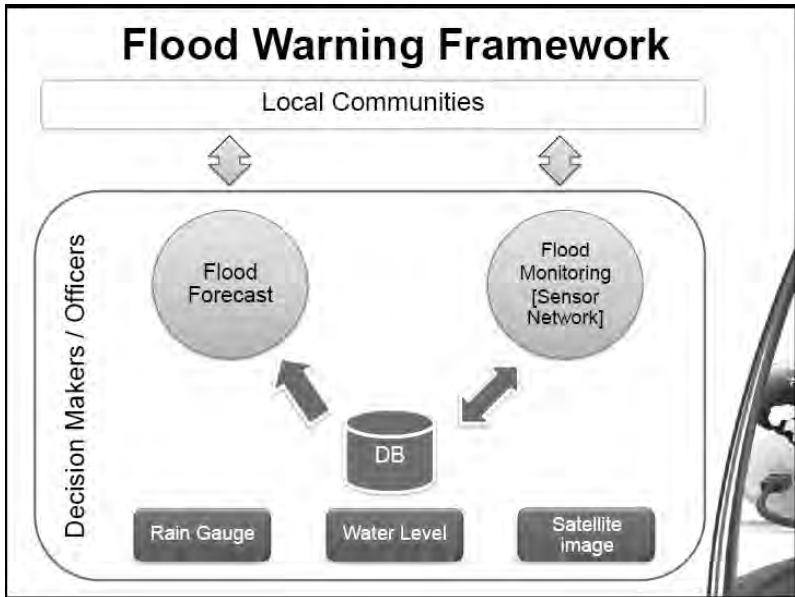 Flood Warning Framework
Local Communities
Decision Makers / Officers
Flood
Forecast
Flood
Monitoring
[Sensor
Network]
DB
Rain Gauge
Water Level
Satellite
image